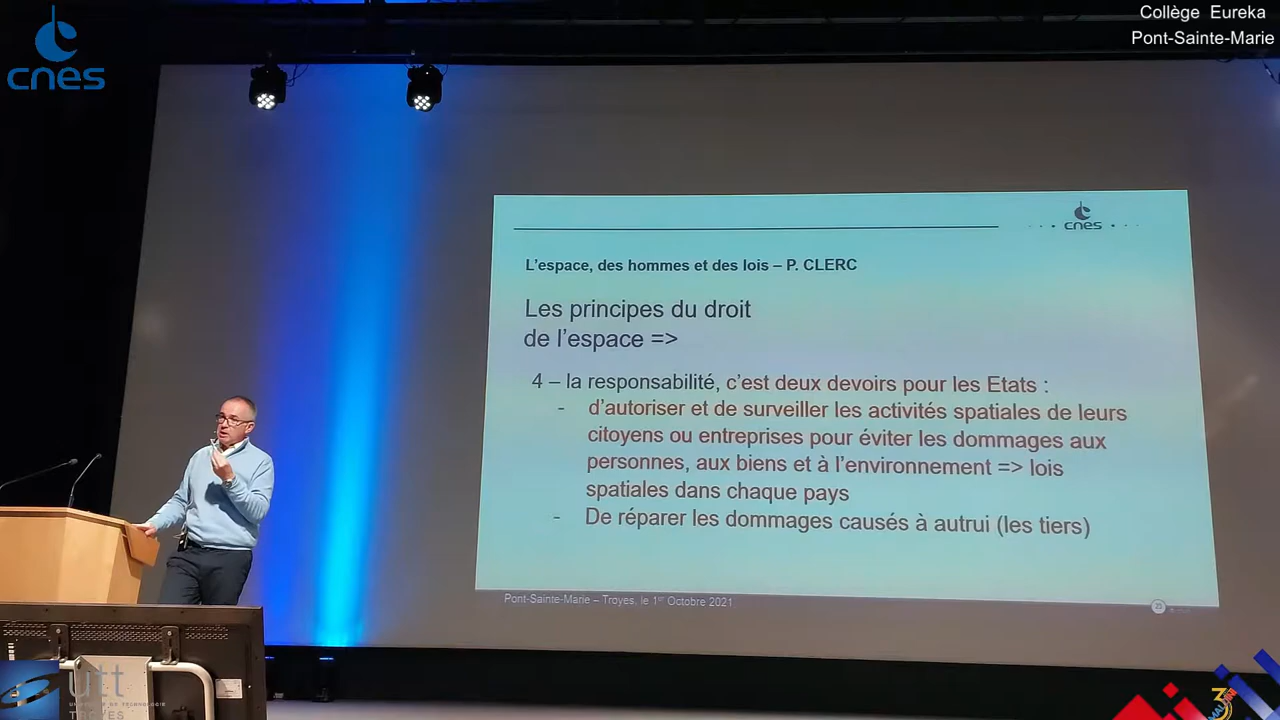 cnes
Collège Eureka
Pont-Sainte-Marie
cnes
L'espace, des hommes et des lois – P. CLERC
Les principes du droit
de l'espace =>
4 – la responsabilité, c'est deux devoirs pour les Etats :
- d'autoriser et de surveiller les activités spatiales de leurs
citoyens ou entreprises pour éviter les dommages aux
personnes, aux biens et à l'environnement => lois
spatiales dans chaque pays
- De réparer les dommages causés à autrui (les tiers)
Pont-Sainte-Marie – Troyes, le 1er Octobre 2021
utt
TROYES
3